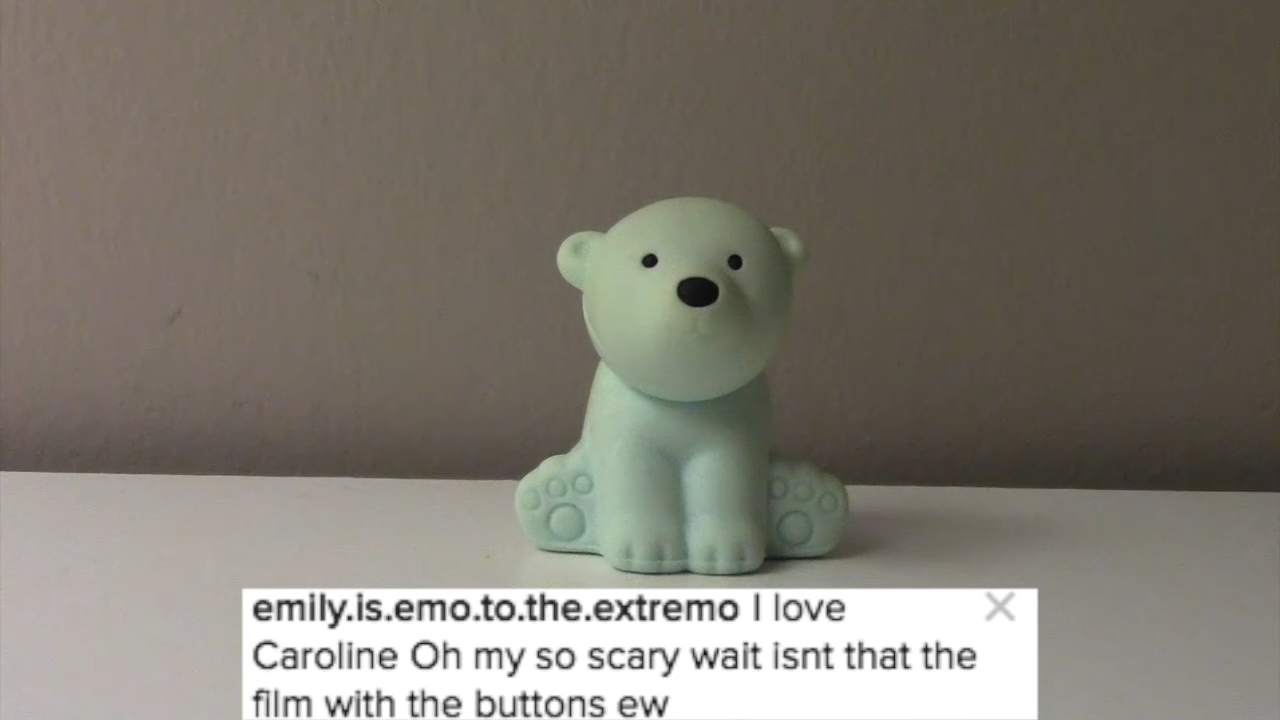 emily.is.emo.to.the.extremo I love
Caroline Oh my so scary wait isnt that the
film with the buttons ew